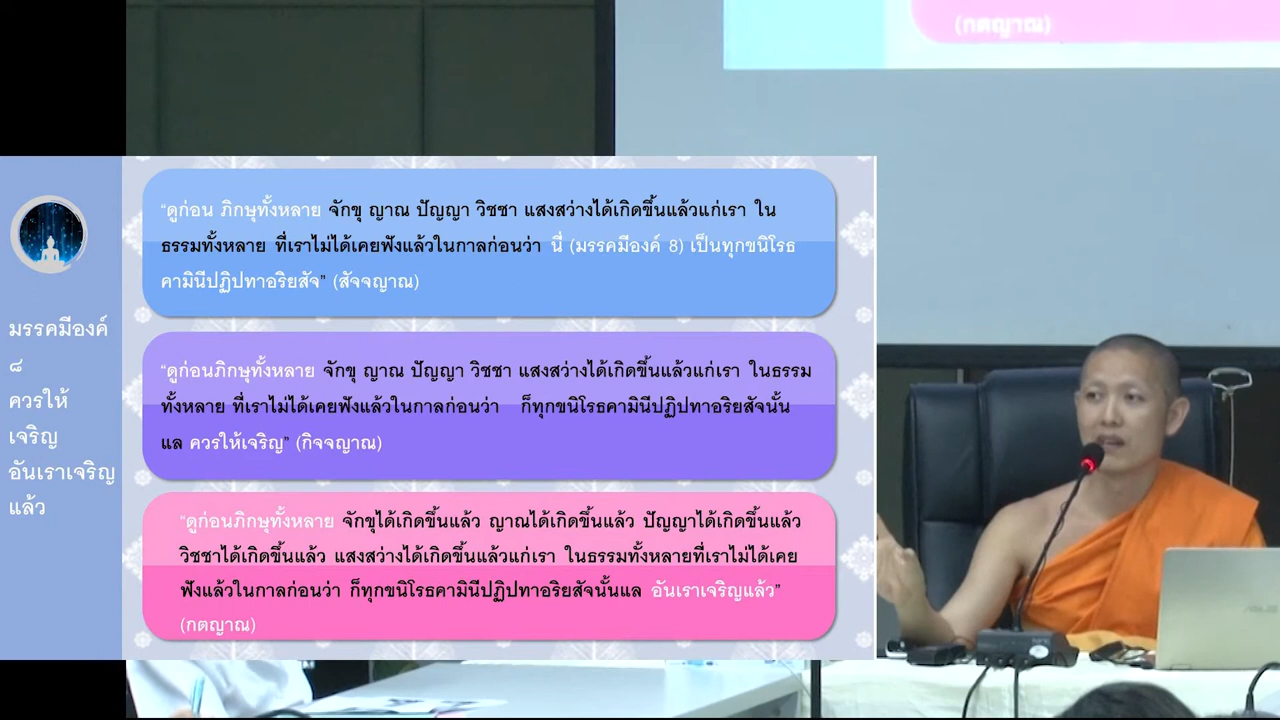 (กตญาณ)
มรรคมีองค์
๘
ควรให้
เจริญ
อันเราเจริญ
แล้ว
“ดูก่อน ภิกษุทั้งหลาย จักขุ ญาณ ปัญญา วิชชา แสงสว่างได้เกิดขึ้นแล้วแก่เรา ใน
ธรรมทั้งหลาย ที่เราไม่ได้เคยฟังแล้วในกาลก่อนว่า นี่ (มรรคมีองค์ 8) เป็นทุกขนิโรธ
คามินีปฏิปทาอริยสัจ” (สัจจญาณ)
“ดูก่อนภิกษุทั้งหลาย จักขุ ญาณ ปัญญา วิชชา แสงสว่างได้เกิดขึ้นแล้วแก่เรา ในธรรม
ทั้งหลาย ที่เราไม่ได้เคยฟังแล้วในกาลก่อนว่า ก็ทุกขนิโรธคามินีปฏิปทาอริยสัจนั้น
แล ควรให้เจริญ” (กิจจญาณ)
“ดูก่อนภิกษุทั้งหลาย จักขุได้เกิดขึ้นแล้ว ญาณได้เกิดขึ้นแล้ว ปัญญาได้เกิดขึ้นแล้ว
วิชชาได้เกิดขึ้นแล้ว แสงสว่างได้เกิดขึ้นแล้วแก่เรา ในธรรมทั้งหลายที่เราไม่ได้เคย
ฟังแล้วในกาลก่อนว่า ก็ทุกขนิโรธคามินีปฏิปทาอริยสัจนั้นแล อันเราเจริญแล้ว”
(กตญาณ)